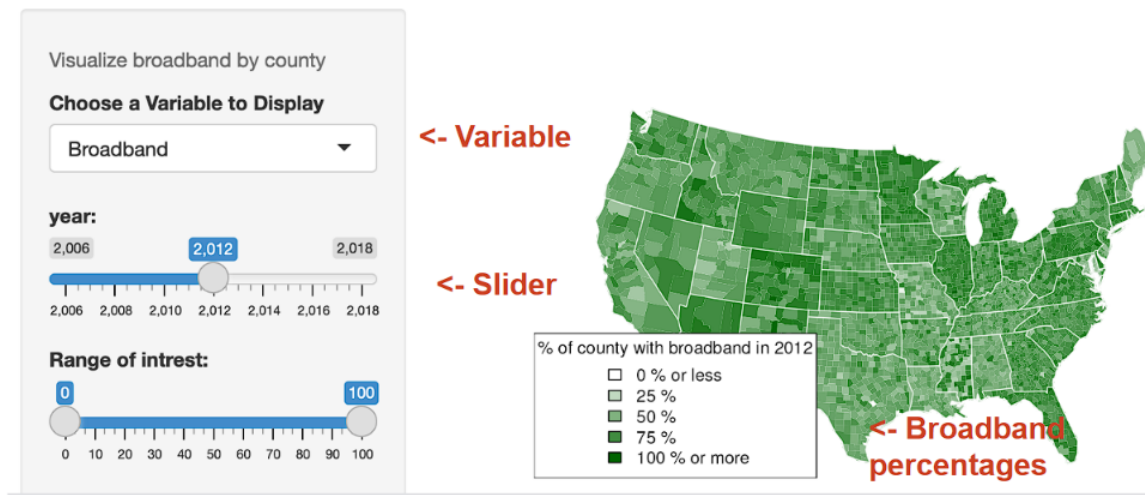 Visualize broadband by county
Choose a Variable to Display
Broadband
<- Variable
year:
2,006 2,012 2,018
<- Slider
2,006 2,008 2,010 2,012 2,014 2,016 2,018
Range of intrest:
0 100
0 10 20 30 40 50 60 70 80 90 100
% of county with broadband in 2012
0 % or less
25 %
50 %
75 %
100 % or more
<- Broadband
percentages